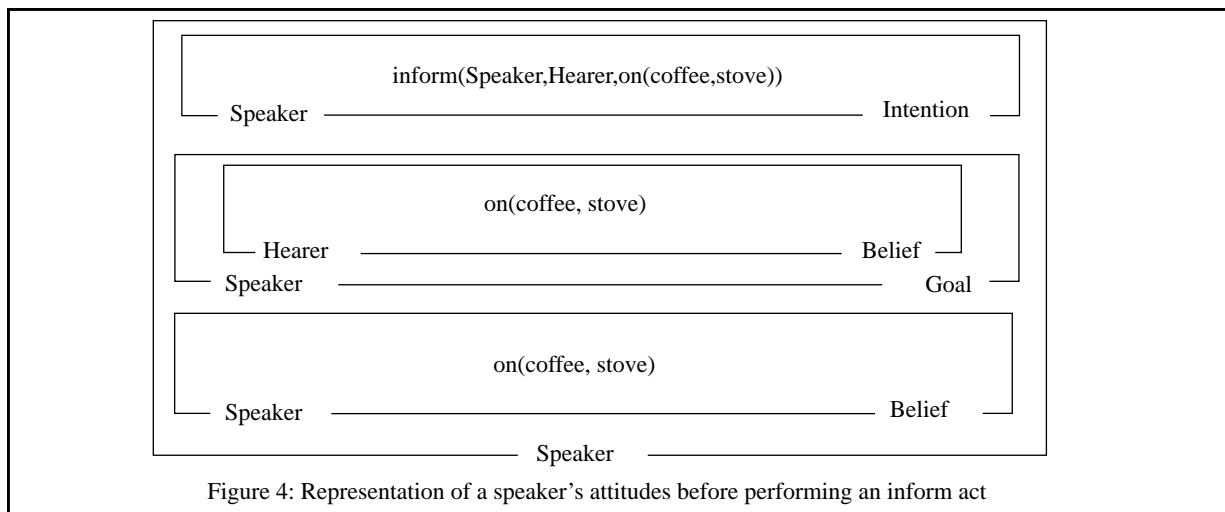 inform(Speaker,Hearer,on(coffee,stove))
Speaker Intention
on(coffee, stove)
Hearer Belief
Speaker Goal
on(coffee, stove)
Speaker Belief
Speaker
Figure 4: Representation of a speaker’s attitudes before performing an inform act